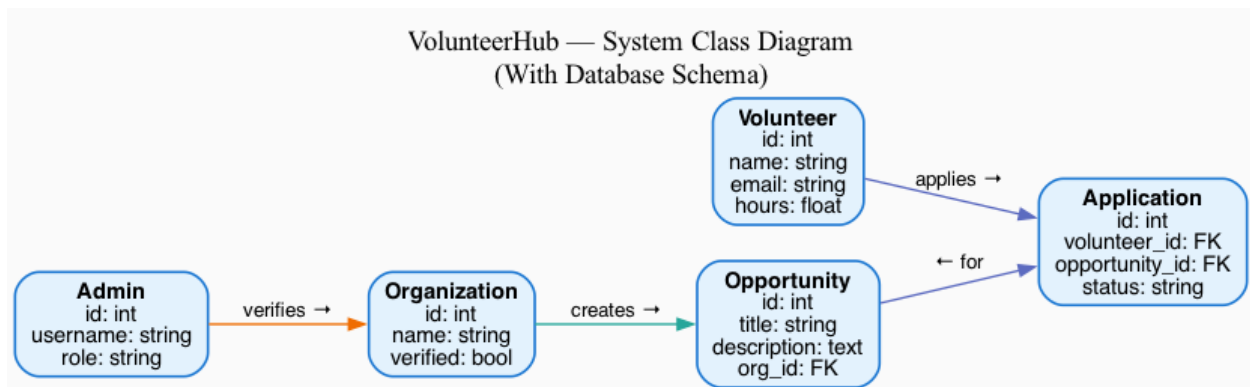 VolunteerHub — System Class Diagram
(With Database Schema)
Volunteer
id: int
name: string
email: string
hours: float
applies →
Application
id: int
volunteer_id: FK
opportunity_id: FK
status: string
← for
Admin
id: int
username: string
role: string
verifies →
Organization
id: int
name: string
verified: bool
creates →
Opportunity
id: int
title: string
description: text
org_id: FK